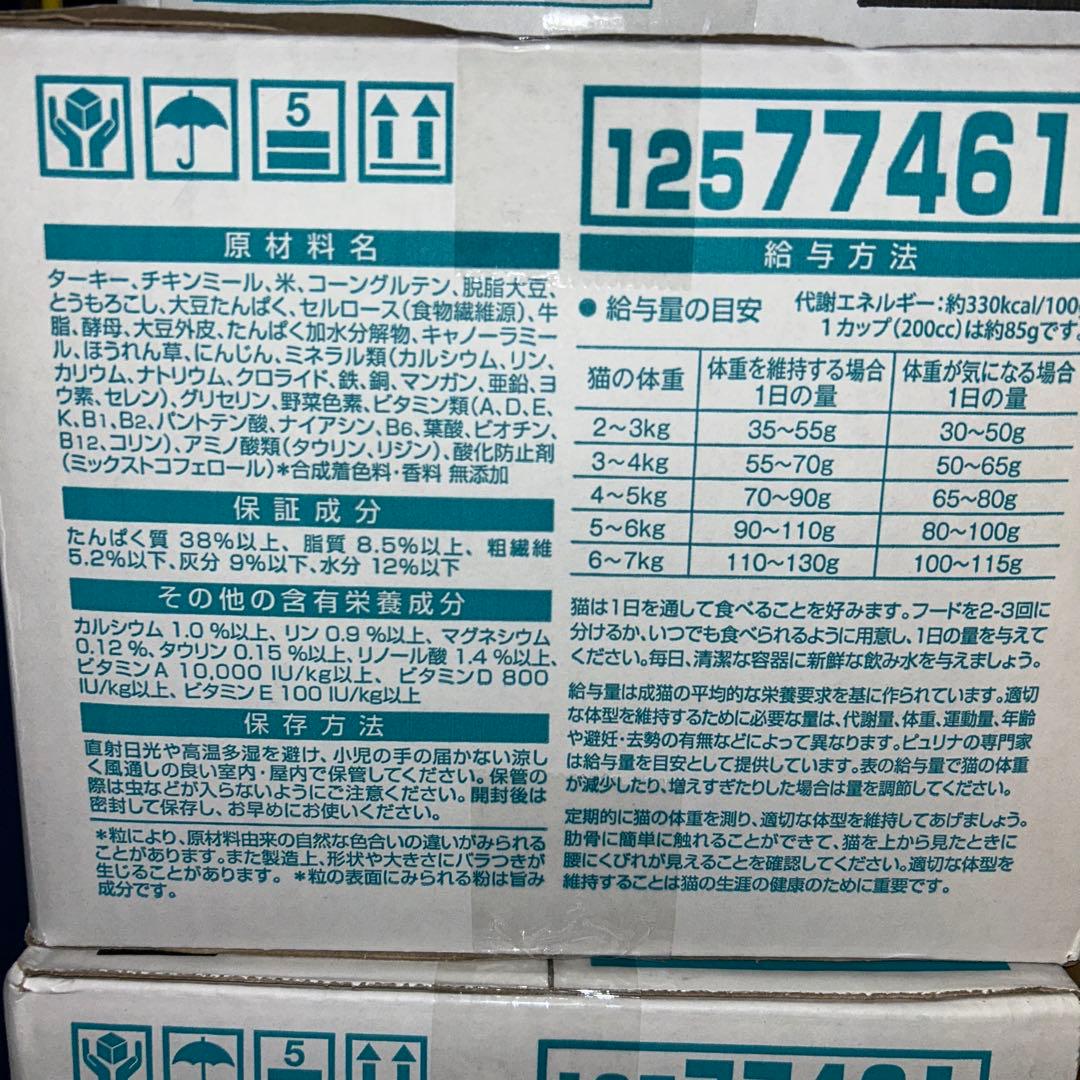 5
12577461
原材料名
ターキー、チキンミール、米、コーングルテン、脱脂大豆、
とうもろこし、大豆たんぱく、セルロース(食物繊維源)、牛
脂、酵母、大豆外皮、たんぱく加水分解物、キャノーラミー
ル、ほうれん草、にんじん、ミネラル類(カルシウム、リン、
カリウム、ナトリウム、クロライド、鉄、銅、マンガン、亜鉛、ヨ
ウ素、セレン)、グリセリン、野菜色素、ビタミン類(A、D、E、
K、B1、B2、パントテン酸、ナイアシン、B6、葉酸、ビオチン、
B12、コリン)、アミノ酸類(タウリン、リジン)、酸化防止剤
(ミックストコフェロール)*合成着色料・香料 無添加
保証成分
たんぱく質 38%以上、脂質 8.5%以上、粗繊維
5.2%以下、灰分 9%以下、水分 12%以下
その他の含有栄養成分
カルシウム 1.0 %以上、リン 0.9 %以上、マグネシウム
0.12 %、タウリン 0.15 %以上、リノール酸 1.4 %以上、
ビタミンA 10,000 IU/kg以上、ビタミンD 800
IU/kg以上、ビタミンE 100 IU/kg以上
保存方法
直射日光や高温多湿を避け、小児の手の届かない涼し
く風通しの良い室内・屋内で保管してください。保管の
際は虫などが入らないようにご注意ください。開封後は
密封して保存し、お早めにお使いください。
*粒により、原材料由来の自然な色合いの違いがみられる
ことがあります。また製造上、形状や大きさにバラつきが
生じることがあります。*粒の表面にみられる粉は旨み
成分です。
給与方法
●給与量の目安
代謝エネルギー:約330kcal/100g
1カップ(200cc)は約85gです。
猫の体重 体重を維持する場合1日の量 体重が気になる場合1日の量
2〜3kg 35〜55g 30〜50g
3〜4kg 55〜70g 50〜65g
4〜5kg 70〜90g 65〜80g
5〜6kg 90〜110g 80〜100g
6〜7kg 110〜130g 100〜115g
猫は1日を通して食べることを好みます。フードを2-3回に
分けるか、いつでも食べられるように用意し、1日の量を与えて
ください。毎日、清潔な容器に新鮮な飲み水を与えましょう。
給与量は成猫の平均的な栄養要求を基に作られています。適切
な体型を維持するために必要な量は、代謝量、体重、運動量、年齢
や避妊・去勢の有無などによって異なります。ピュリナの専門家
は給与量を目安として提供しています。表の給与量で猫の体重
が減少したり、増えすぎたりした場合は量を調節してください。
定期的に猫の体重を測り、適切な体型を維持してあげましょう。
肋骨に簡単に触れることができて、猫を上から見たときに
腰にくびれが見えることを確認してください。適切な体型を
維持することは猫の生涯の健康のために重要です。
5
12577461